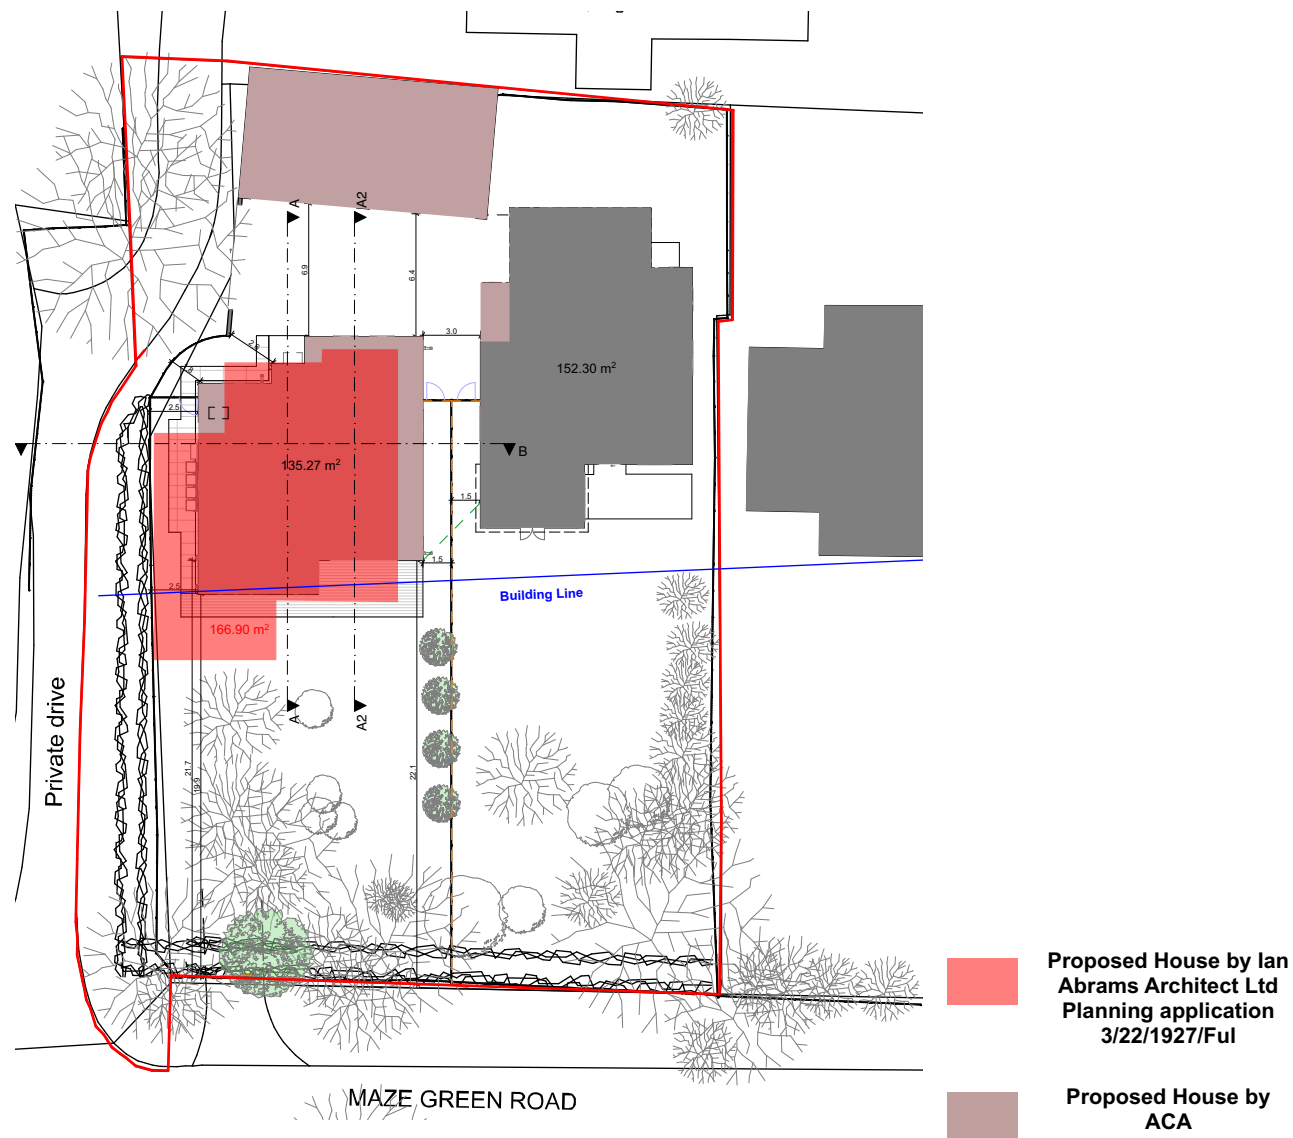 A
A2
6.9
6.4
3.0
2.8
152.30 m²
2.5
135.27 m²
B
1.5
1.5
2.5
Building Line
166.90 m²
A
A2
Private drive
21.7
19.9
22.1
MAZE GREEN ROAD
Proposed House by Ian
Abrams Architect Ltd
Planning application
3/22/1927/Ful
Proposed House by
ACA